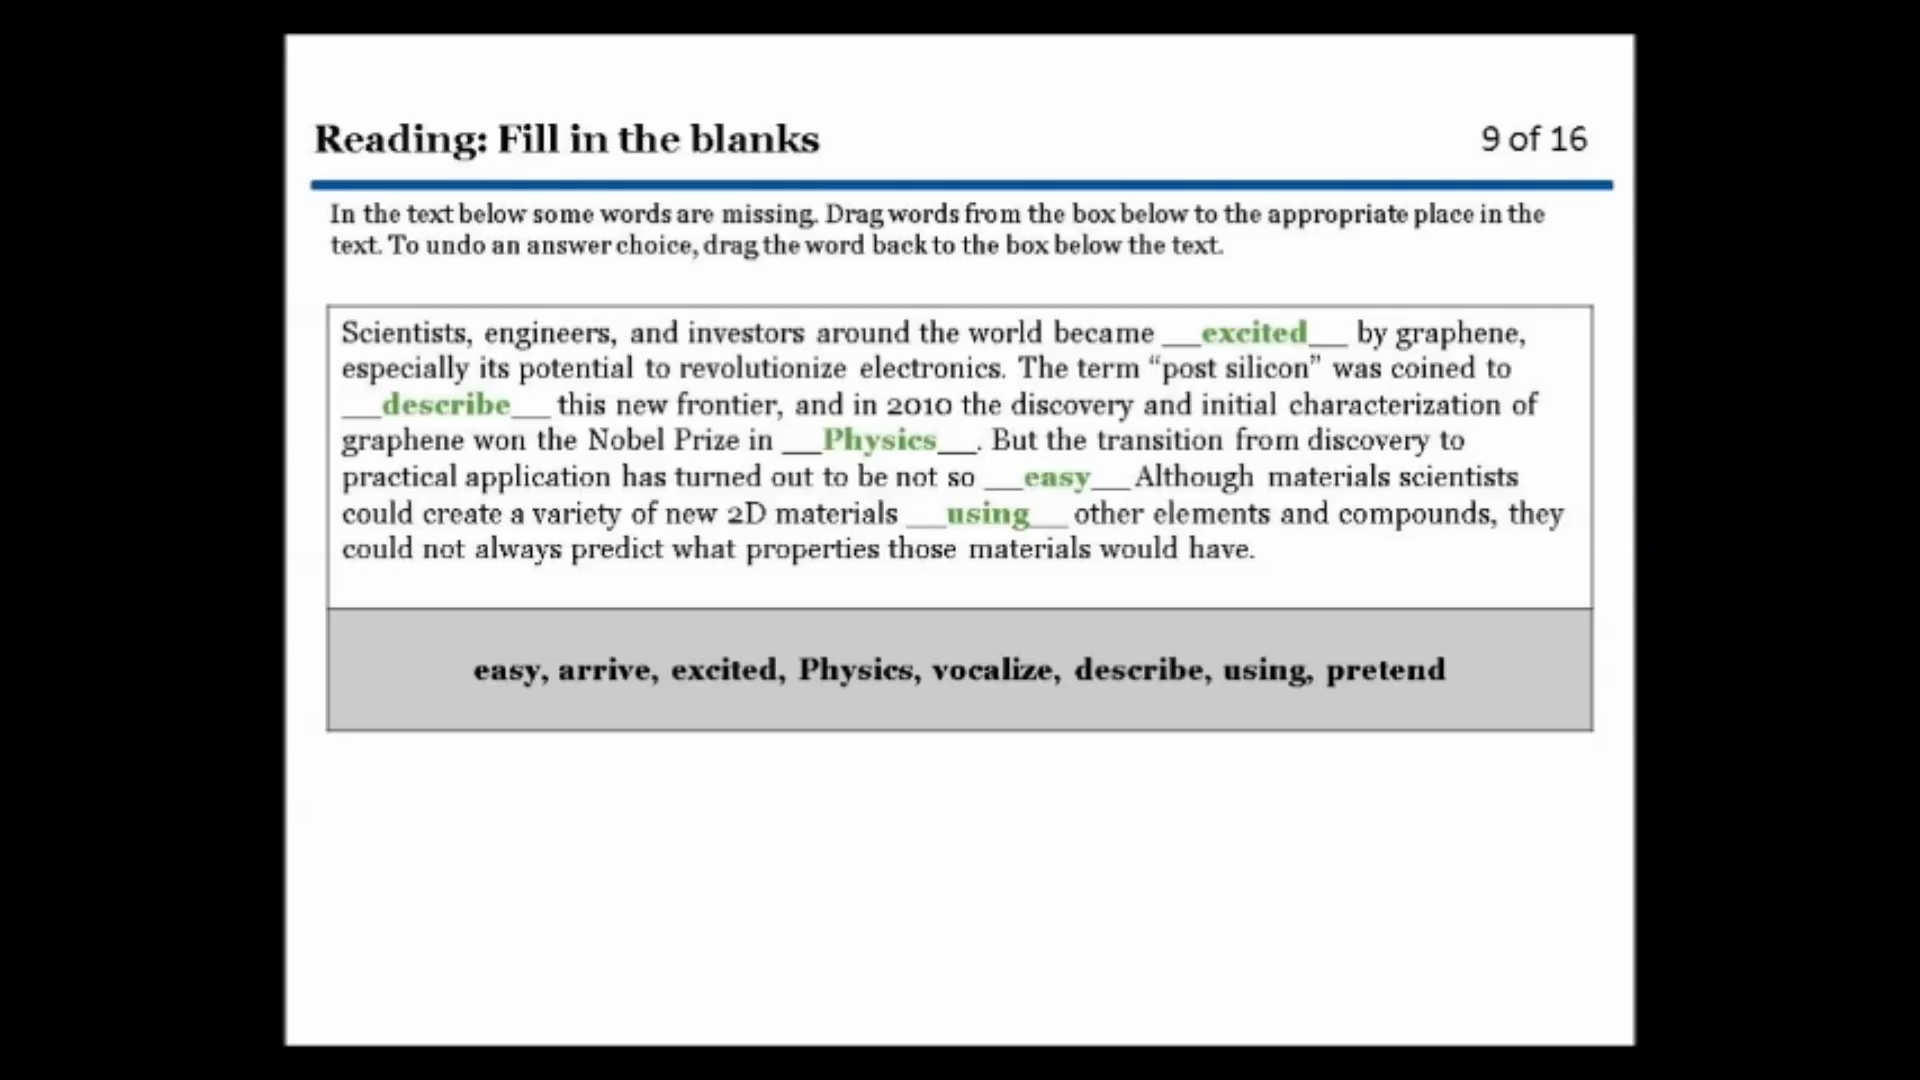 Reading: Fill in the blanks
9 of 16
In the text below some words are missing. Drag words from the box below to the appropriate place in the
text. To undo an answer choice, drag the word back to the box below the text.
Scientists, engineers, and investors around the world became __excited__ by graphene,
especially its potential to revolutionize electronics. The term “post silicon” was coined to
__describe__ this new frontier, and in 2010 the discovery and initial characterization of
graphene won the Nobel Prize in __Physics__. But the transition from discovery to
practical application has turned out to be not so __easy__ Although materials scientists
could create a variety of new 2D materials __using__ other elements and compounds, they
could not always predict what properties those materials would have.
easy, arrive, excited, Physics, vocalize, describe, using, pretend